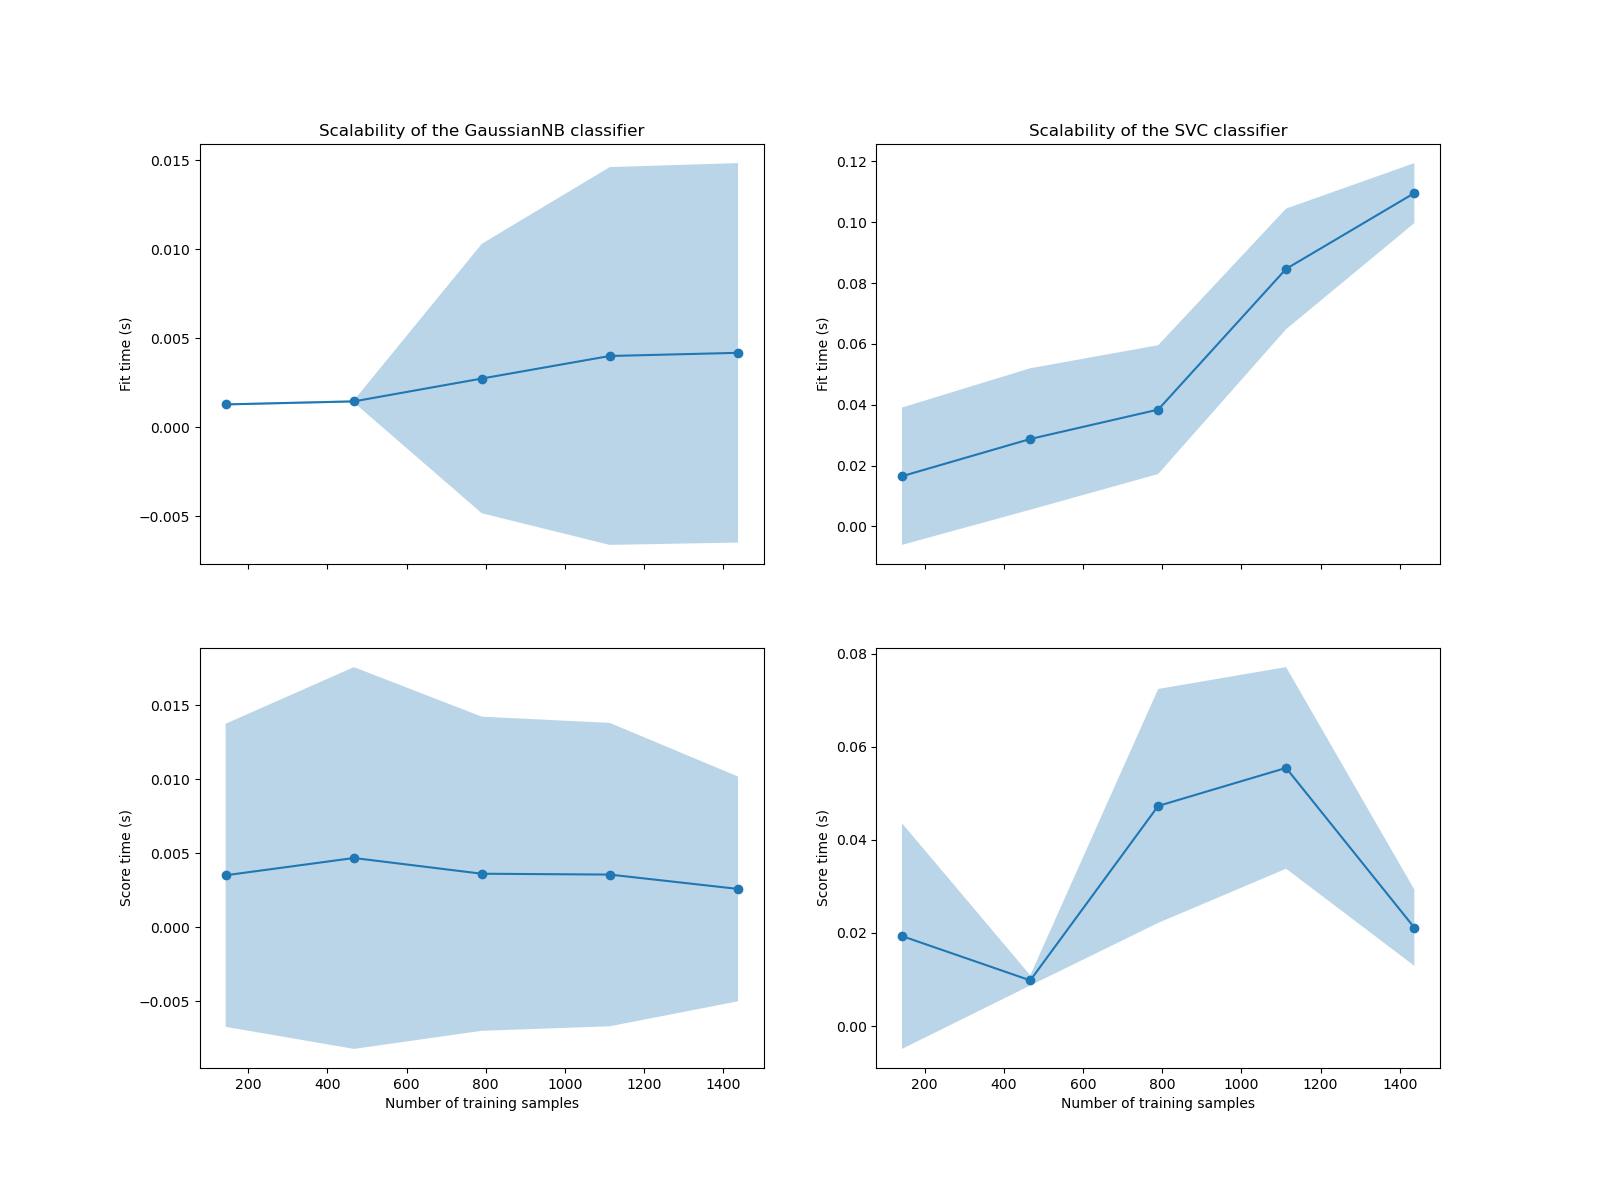 Scalability of the GaussianNB classifier
0.015
0.010
0.005
0.000
−0.005
Fit time (s)
Scalability of the SVC classifier
0.12
0.10
0.08
0.06
0.04
0.02
0.00
Fit time (s)
0.015
0.010
0.005
0.000
−0.005
Score time (s)
200 400 600 800 1000 1200 1400
Number of training samples
0.08
0.06
0.04
0.02
0.00
Score time (s)
200 400 600 800 1000 1200 1400
Number of training samples